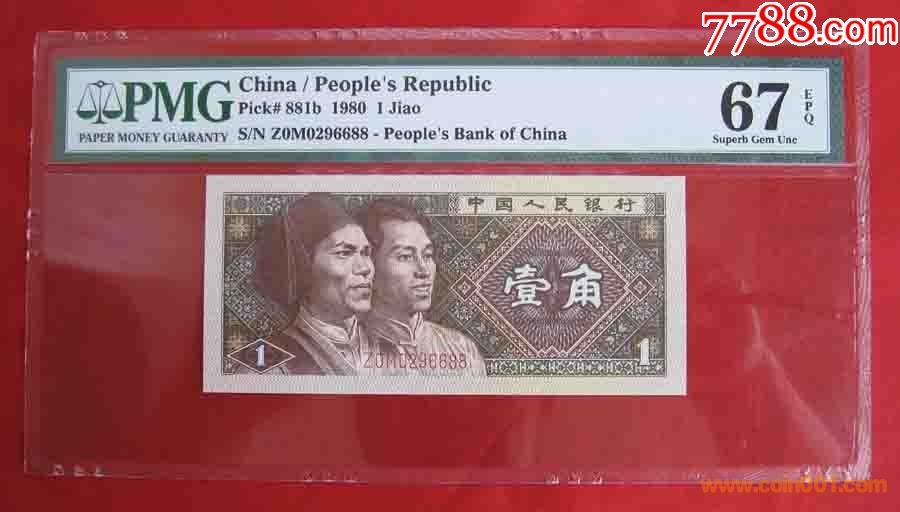 7788.com
PMG
PAPER MONEY GUARANTY
China / People's Republic
Pick# 881b 1980 1 Jiao
S/N Z0M0296688 - People's Bank of China
67
EPQ
Superb Gem Unc
中国人民银行
壹角
1
Z0M0296688
1
www.coin001.com